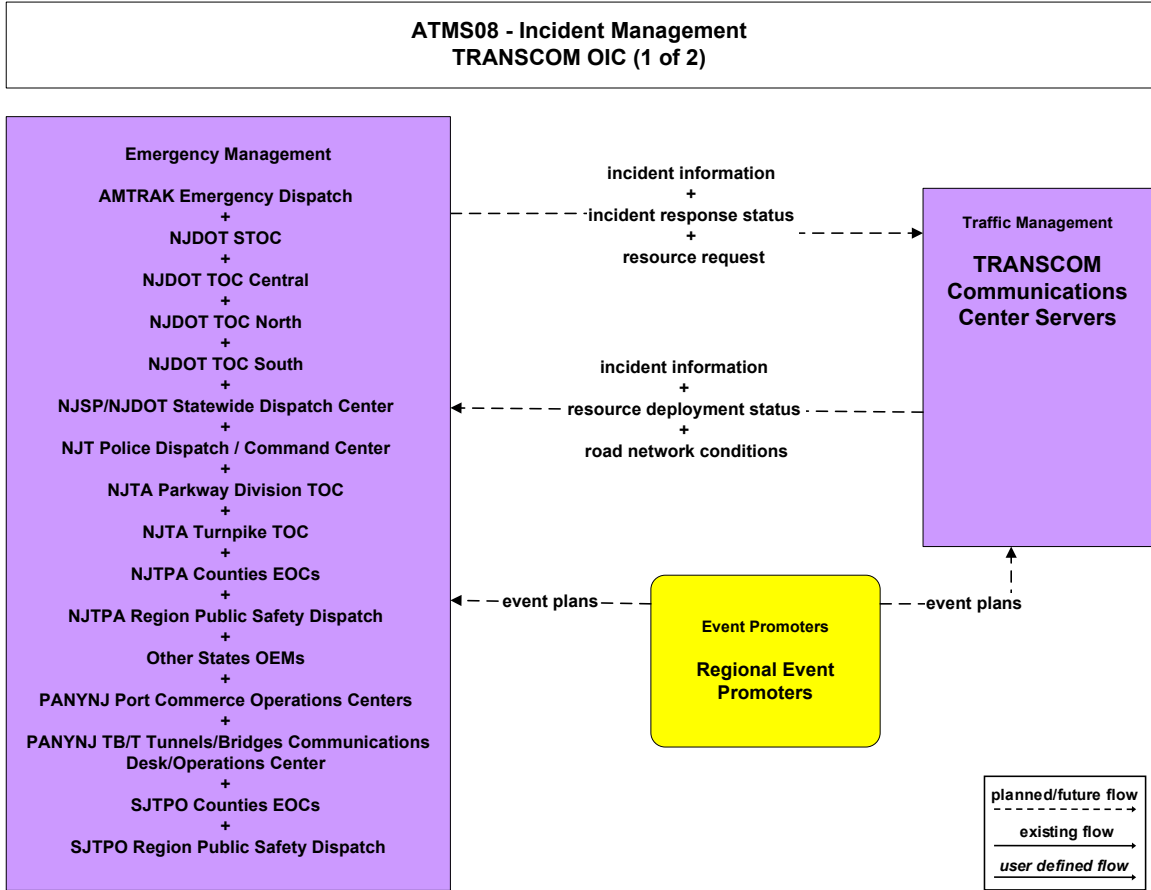 ATMS08 - Incident Management
TRANSCOM OIC (1 of 2)
Emergency Management
AMTRAK Emergency Dispatch
+
NJDOT STOC
+
NJDOT TOC Central
+
NJDOT TOC North
+
NJDOT TOC South
+
NJSP/NJDOT Statewide Dispatch Center
+
NJT Police Dispatch / Command Center
+
NJTA Parkway Division TOC
+
NJTA Turnpike TOC
+
NJTPA Counties EOCs
+
NJTPA Region Public Safety Dispatch
+
Other States OEMs
+
PANYNJ Port Commerce Operations Centers
+
PANYNJ TB/T Tunnels/Bridges Communications
Desk/Operations Center
+
SJTPO Counties EOCs
+
SJTPO Region Public Safety Dispatch
incident information
+
incident response status
+
resource request
Traffic Management
TRANSCOM
Communications
Center Servers
incident information
+
resource deployment status
+
road network conditions
event plans
Event Promoters
Regional Event
Promoters
event plans
planned/future flow
existing flow
user defined flow